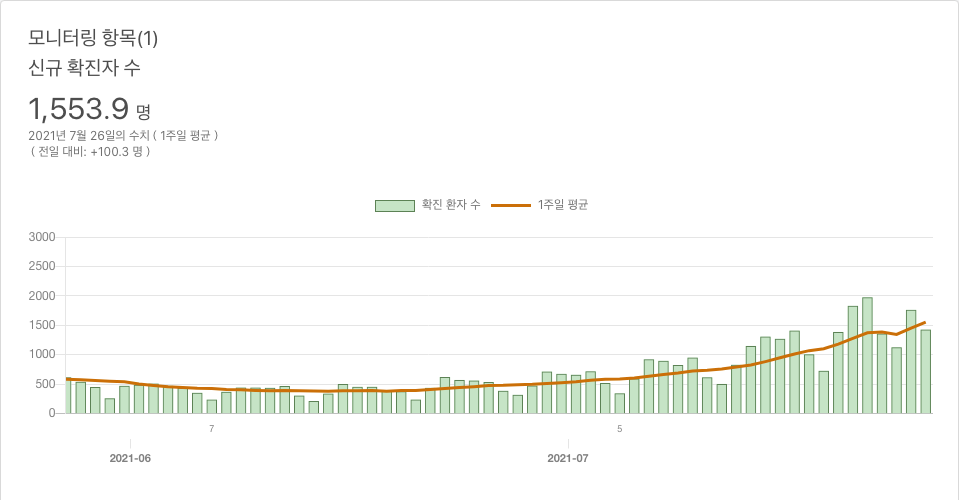 모니터링 항목(1)
신규 확진자 수
1,553.9 명
2021년 7월 26일의 수치 ( 1주일 평균 )
( 전일 대비: +100.3 명 )
확진 환자 수 1주일 평균
3000
2500
2000
1500
1000
500
0
7 5
2021-06 2021-07